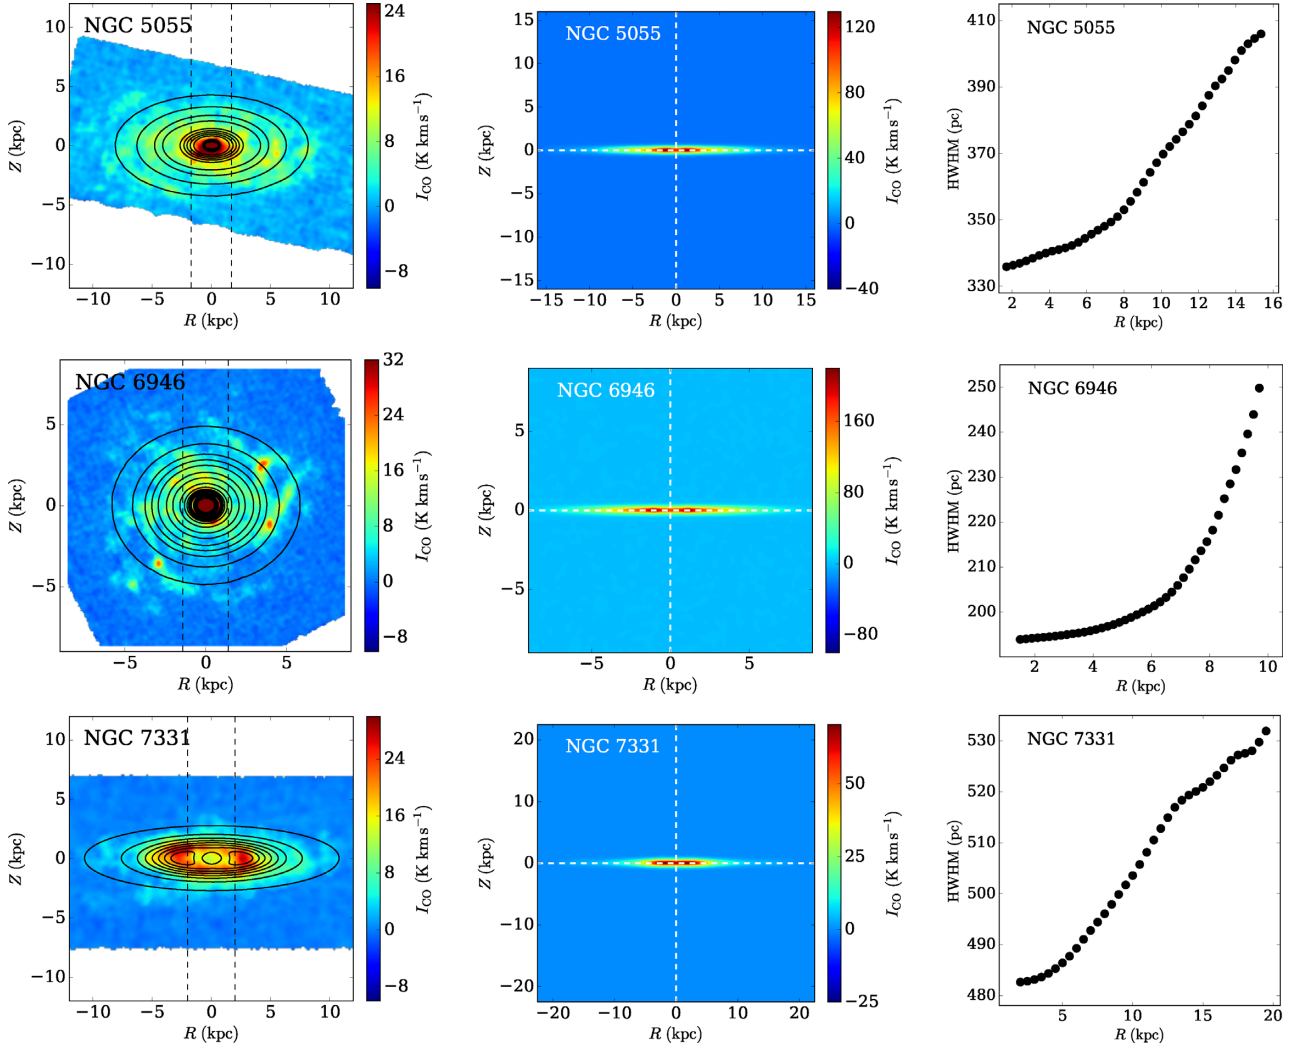 NGC 5055
10
5
0
−5
−10
Z (kpc)
−10 −5 0 5 10
R (kpc)
24
16
8
0
−8
I_CO (K km s⁻¹)
NGC 5055
15
10
5
0
−5
−10
−15
Z (kpc)
−15 −10 −5 0 5 10 15
R (kpc)
120
80
40
0
−40
I_CO (K km s⁻¹)
NGC 5055
410
390
370
350
330
HWHM (pc)
2 4 6 8 10 12 14 16
R (kpc)
NGC 6946
5
0
−5
Z (kpc)
−5 0 5
R (kpc)
32
24
16
8
0
−8
I_CO (K km s⁻¹)
NGC 6946
5
0
−5
Z (kpc)
−5 0 5
R (kpc)
160
80
0
−80
I_CO (K km s⁻¹)
NGC 6946
250
240
230
220
210
200
HWHM (pc)
2 4 6 8 10
R (kpc)
NGC 7331
10
5
0
−5
−10
Z (kpc)
−10 −5 0 5 10
R (kpc)
24
16
8
0
−8
I_CO (K km s⁻¹)
NGC 7331
20
10
0
−10
−20
Z (kpc)
−20 −10 0 10 20
R (kpc)
50
25
0
−25
I_CO (K km s⁻¹)
NGC 7331
530
520
510
500
490
480
HWHM (pc)
5 10 15 20
R (kpc)